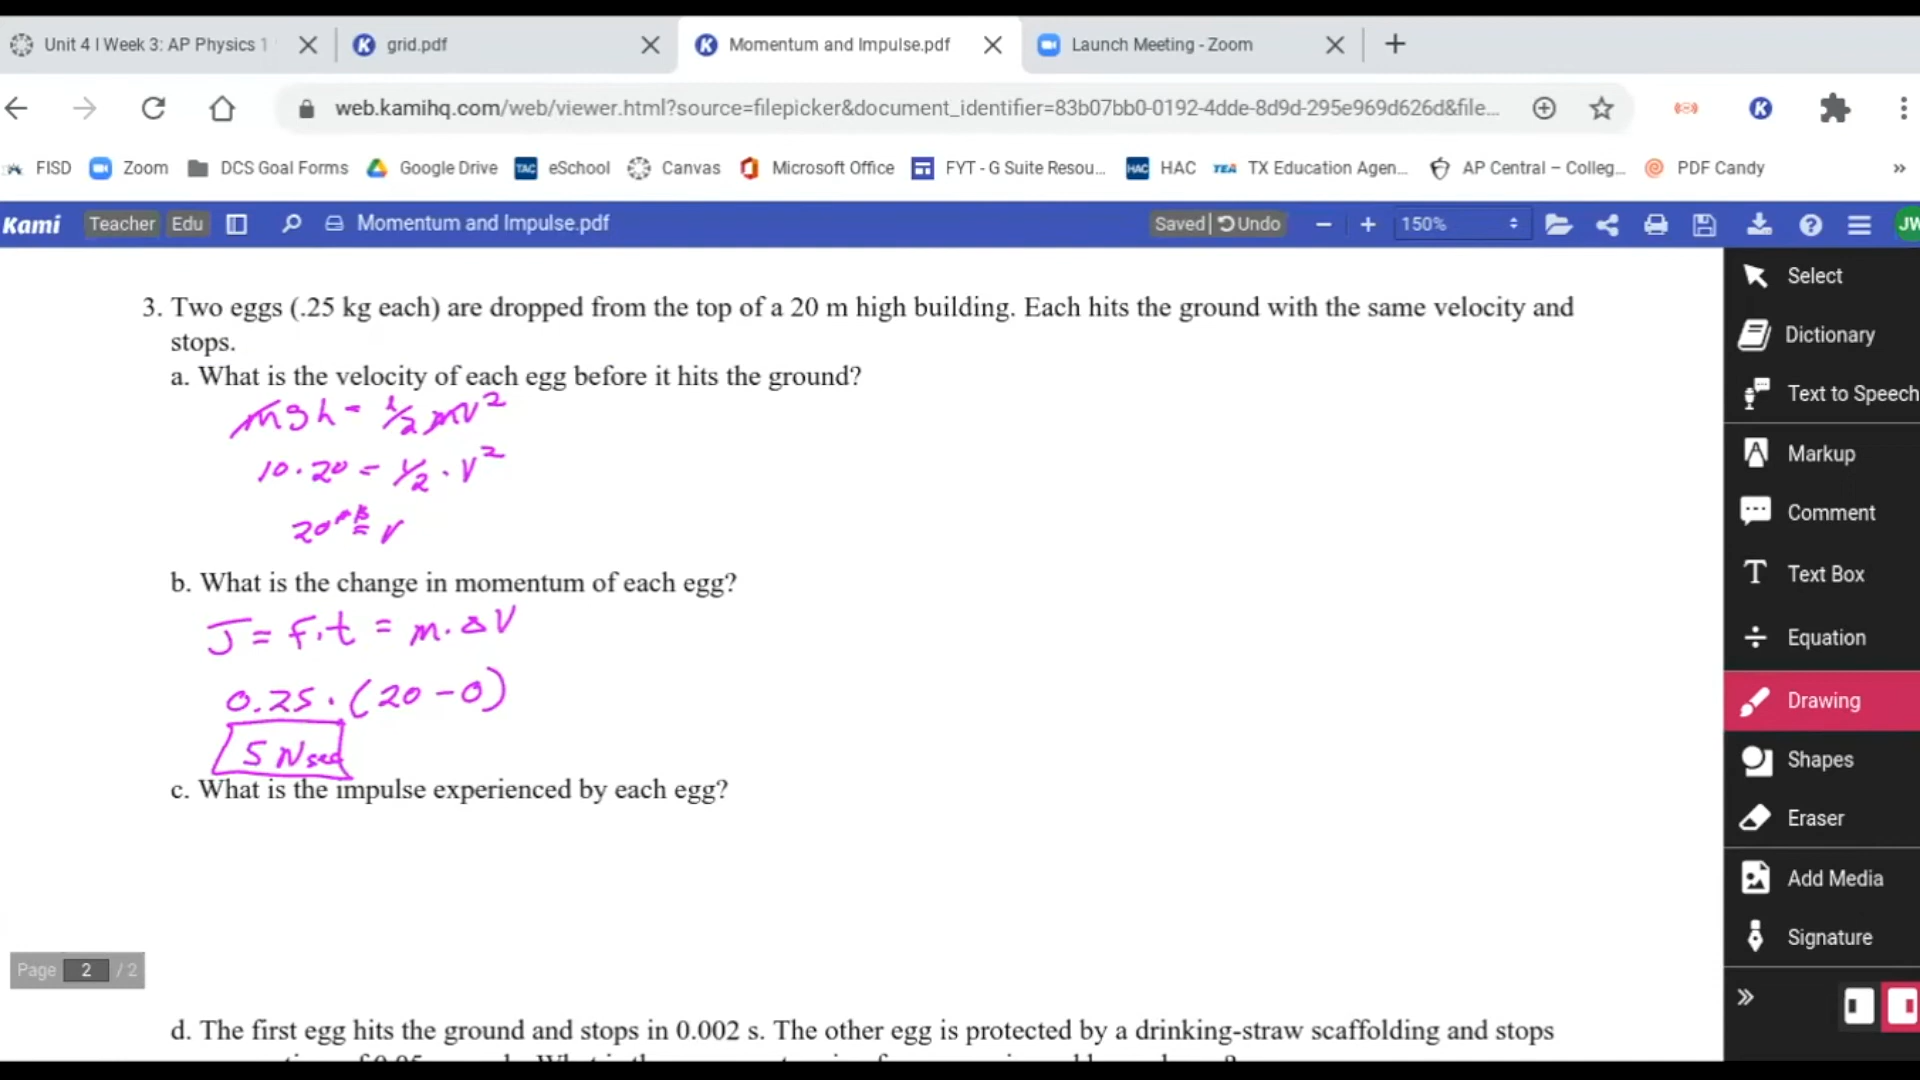 Unit 4 | Week 3: AP Physics 1
grid.pdf
Momentum and Impulse.pdf
Launch Meeting - Zoom
web.kamihq.com/web/viewer.html?source=filepicker&document_identifier=83b07bb0-0192-4dde-8d9d-295e969d626d&file...
FISD
Zoom
DCS Goal Forms
Google Drive
TAC eSchool
Canvas
Microsoft Office
FYT - G Suite Resou...
HAC HAC
TEA TX Education Agen...
AP Central – Colleg...
PDF Candy
»
Kami Teacher Edu
Momentum and Impulse.pdf
Saved Undo
150%
JW
3. Two eggs (.25 kg each) are dropped from the top of a 20 m high building. Each hits the ground with the same velocity and
stops.
a. What is the velocity of each egg before it hits the ground?
mgh = 1/2 mv²
10·20 = 1/2 · V²
20 = V
b. What is the change in momentum of each egg?
J = F·t = m·ΔV
0.25·(20-0)
5 Nsec
c. What is the impulse experienced by each egg?
Page 2 / 2
d. The first egg hits the ground and stops in 0.002 s. The other egg is protected by a drinking-straw scaffolding and stops
Select
Dictionary
Text to Speech
Markup
Comment
Text Box
Equation
Drawing
Shapes
Eraser
Add Media
Signature